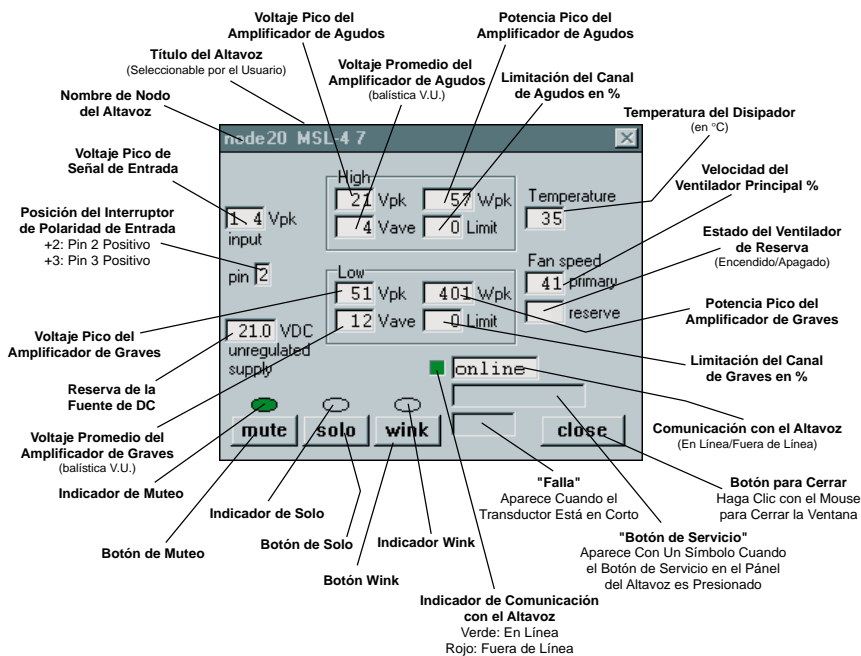 Voltaje Pico del
Amplificador de Agudos
Potencia Pico del
Amplificador de Agudos
Título del Altavoz
(Seleccionable por el Usuario)
Voltaje Promedio del
Amplificador de Agudos
(balística V.U.)
Limitación del Canal
de Agudos en %
Nombre de Nodo
del Altavoz
Temperatura del Disipador
(en °C)
Voltaje Pico de
Señal de Entrada
Velocidad del
Ventilador Principal %
Posición del Interruptor
de Polaridad de Entrada
+2: Pin 2 Positivo
+3: Pin 3 Positivo
Estado del Ventilador
de Reserva
(Encendido/Apagado)
node20 MSL-4 7
High
21 Vpk 57 Wpk
4 Vave 0 Limit
Temperature
35
1.4 Vpk
input
pin 2
Low
51 Vpk 401 Wpk
12 Vave 0 Limit
Fan speed
41 primary
reserve
21.0 VDC
unregulated
supply
online
mute solo wink close
Voltaje Pico del
Amplificador de Graves
Potencia Pico del
Amplificador de Graves
Reserva de la
Fuente de DC
Limitación del Canal
de Graves en %
Voltaje Promedio del
Amplificador de Graves
(balística V.U.)
Comunicación con el Altavoz
(En Línea/Fuera de Línea)
Indicador de Muteo
"Falla"
Aparece Cuando el
Transductor Está en Corto
Botón para Cerrar
Haga Clic con el Mouse
para Cerrar la Ventana
Indicador de Solo
Botón de Muteo
Botón de Solo
Indicador Wink
"Botón de Servicio"
Aparece Con Un Símbolo Cuando
el Botón de Servicio en el Pánel
del Altavoz es Presionado
Botón Wink
Indicador de Comunicación
con el Altavoz
Verde: En Línea
Rojo: Fuera de Línea